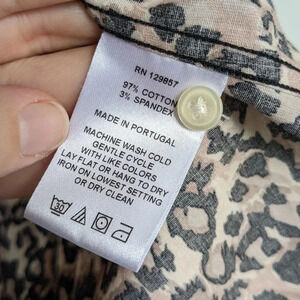 RN 129857
97% COTTON
3% SPANDEX
MADE IN PORTUGAL
MACHINE WASH COLD
GENTLE CYCLE
WITH LIKE COLORS
LAY FLAT OR HANG TO DRY
IRON ON LOWEST SETTING
OR DRY CLEAN
30